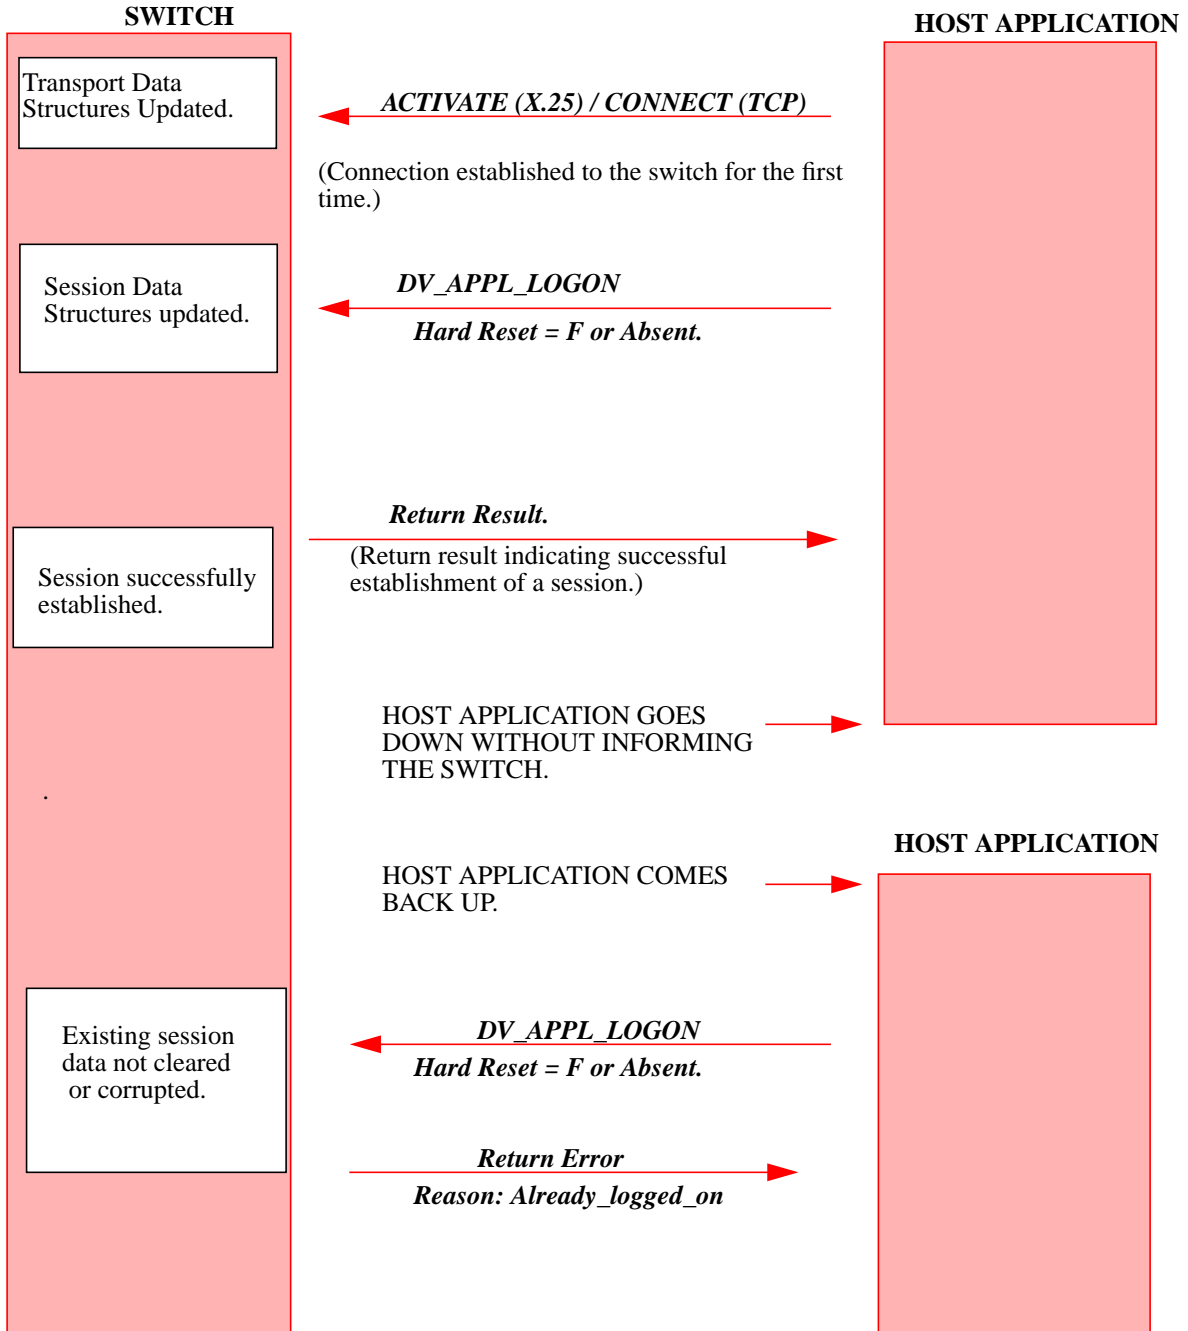 SWITCH
HOST APPLICATION
Transport Data
Structures Updated.
ACTIVATE (X.25) / CONNECT (TCP)
(Connection established to the switch for the first
time.)
Session Data
Structures updated.
DV_APPL_LOGON
Hard Reset = F or Absent.
Return Result.
(Return result indicating successful
establishment of a session.)
Session successfully
established.
HOST APPLICATION GOES
DOWN WITHOUT INFORMING
THE SWITCH.
.
HOST APPLICATION
HOST APPLICATION COMES
BACK UP.
Existing session
data not cleared
or corrupted.
DV_APPL_LOGON
Hard Reset = F or Absent.
Return Error
Reason: Already_logged_on